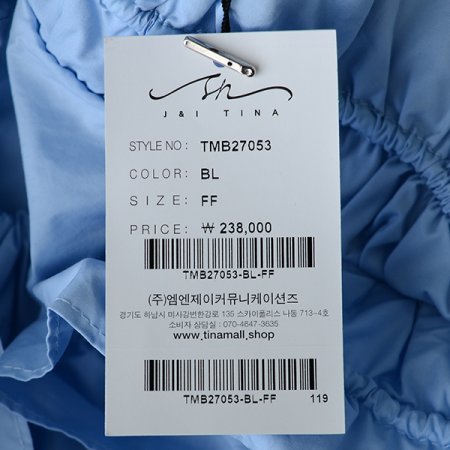 J & I TINA
STYLE NO : TMB27053
COLOR: BL
SIZE: FF
PRICE: ₩ 238,000
TMB27053-BL-FF
(주)엠엔제이커뮤니케이션즈
경기도 하남시 미사강변한강로 135 스카이폴리스 나동 713-4호
소비자 상담실 : 070-4647-3635
www.tinamall.shop
TMB27053-BL-FF 119